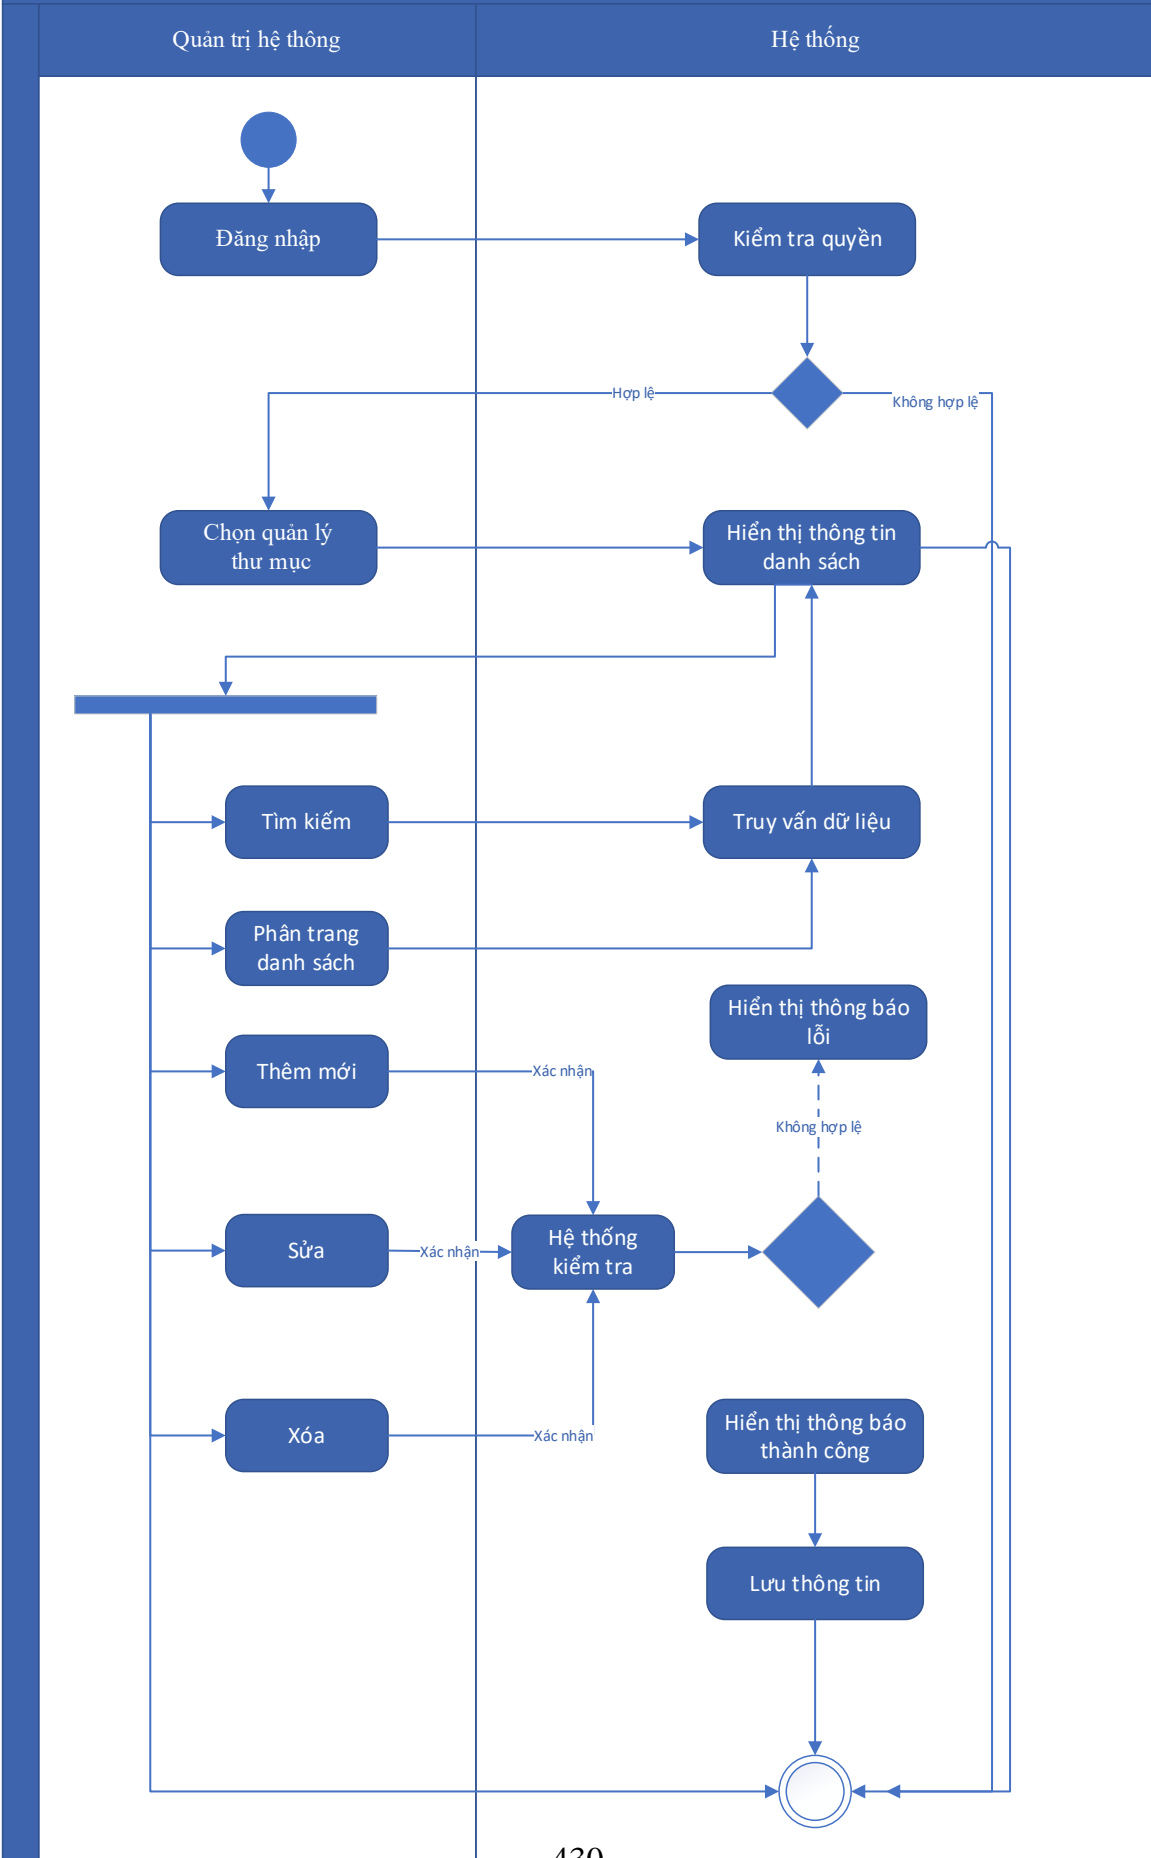 Quản trị hệ thông
Hệ thống
Đăng nhập
Kiểm tra quyền
Hợp lệ
Không hợp lệ
Chọn quản lý
thư mục
Hiển thị thông tin
danh sách
Tìm kiếm
Truy vấn dữ liệu
Phân trang
danh sách
Hiển thị thông báo
lỗi
Thêm mới
Xác nhận
Không hợp lệ
Sửa
Xác nhận
Hệ thống
kiểm tra
Xóa
Xác nhận
Hiển thị thông báo
thành công
Lưu thông tin
430